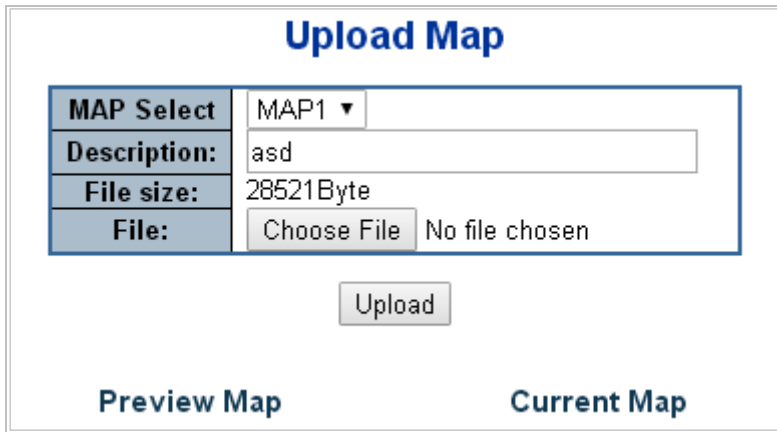 Upload Map
MAP Select MAP1
Description: asd
File size: 28521Byte
File: Choose File No file chosen
Upload
Preview Map Current Map